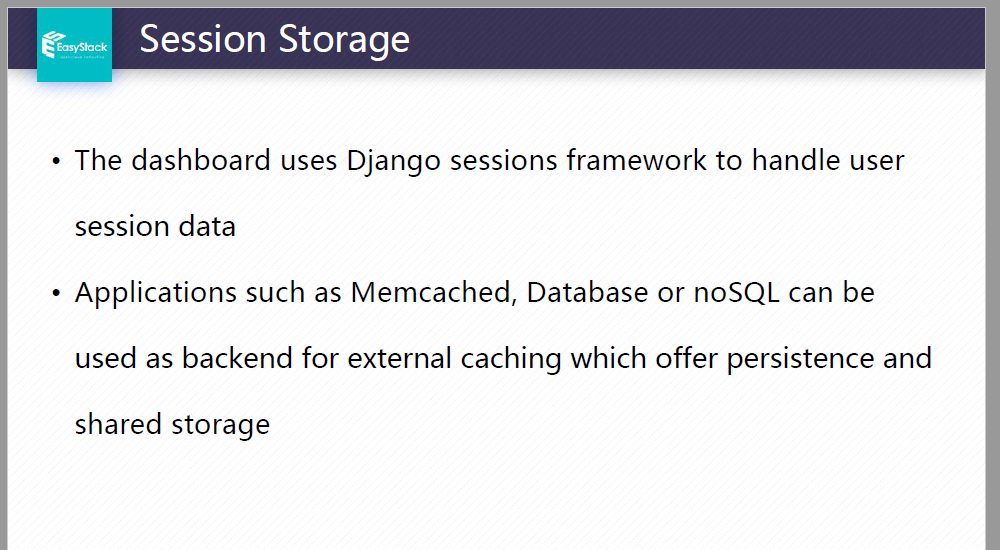 EasyStack
Session Storage
• The dashboard uses Django sessions framework to handle user
session data
• Applications such as Memcached, Database or noSQL can be
used as backend for external caching which offer persistence and
shared storage